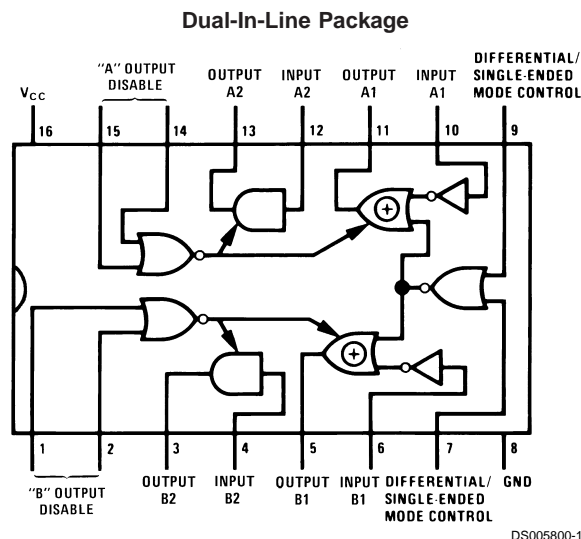 Dual-In-Line Package
VCC
"A" OUTPUT
DISABLE
OUTPUT
A2
INPUT
A2
OUTPUT
A1
INPUT
A1
DIFFERENTIAL/
SINGLE-ENDED
MODE CONTROL
16
15
14
13
12
11
10
9
1
2
3
4
5
6
7
8
"B" OUTPUT
DISABLE
OUTPUT
B2
INPUT
B2
OUTPUT
B1
INPUT
B1
DIFFERENTIAL/
SINGLE-ENDED
MODE CONTROL
GND
DS005800-1